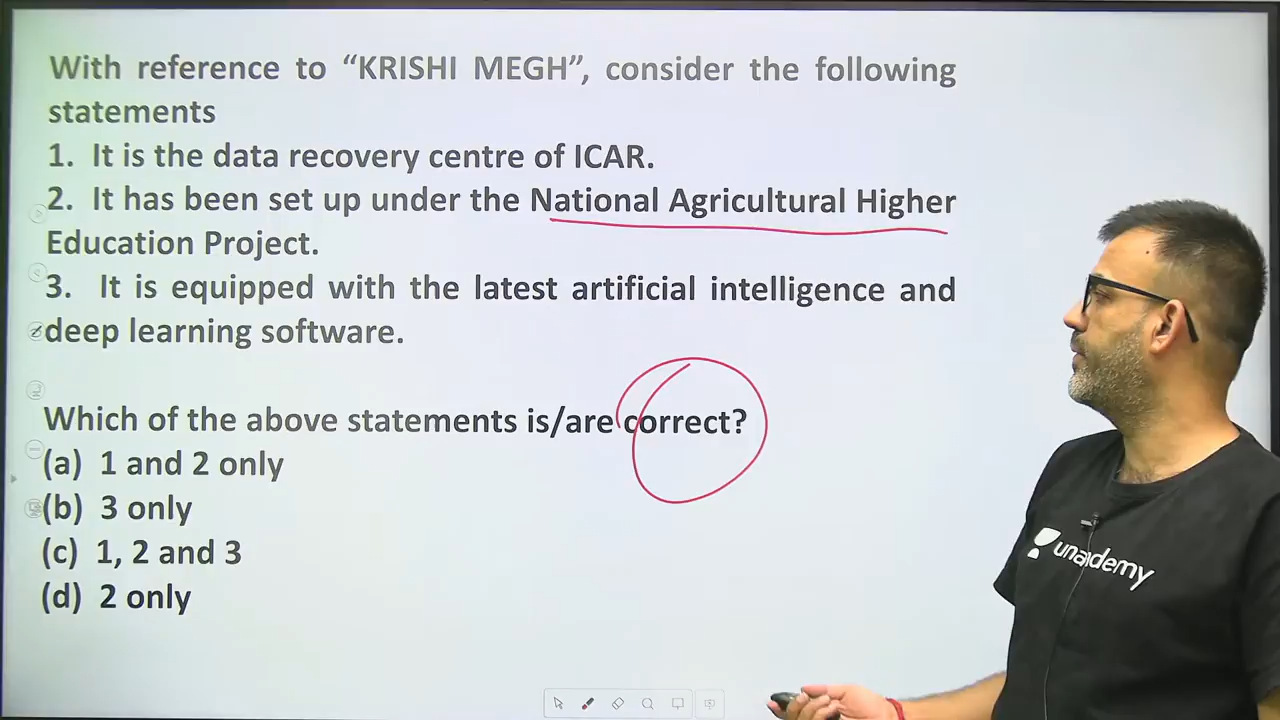 With reference to “KRISHI MEGH”, consider the following
statements
1. It is the data recovery centre of ICAR.
2. It has been set up under the National Agricultural Higher
Education Project.
3. It is equipped with the latest artificial intelligence and
deep learning software.
Which of the above statements is/are correct?
(a) 1 and 2 only
(b) 3 only
(c) 1, 2 and 3
(d) 2 only
unacademy